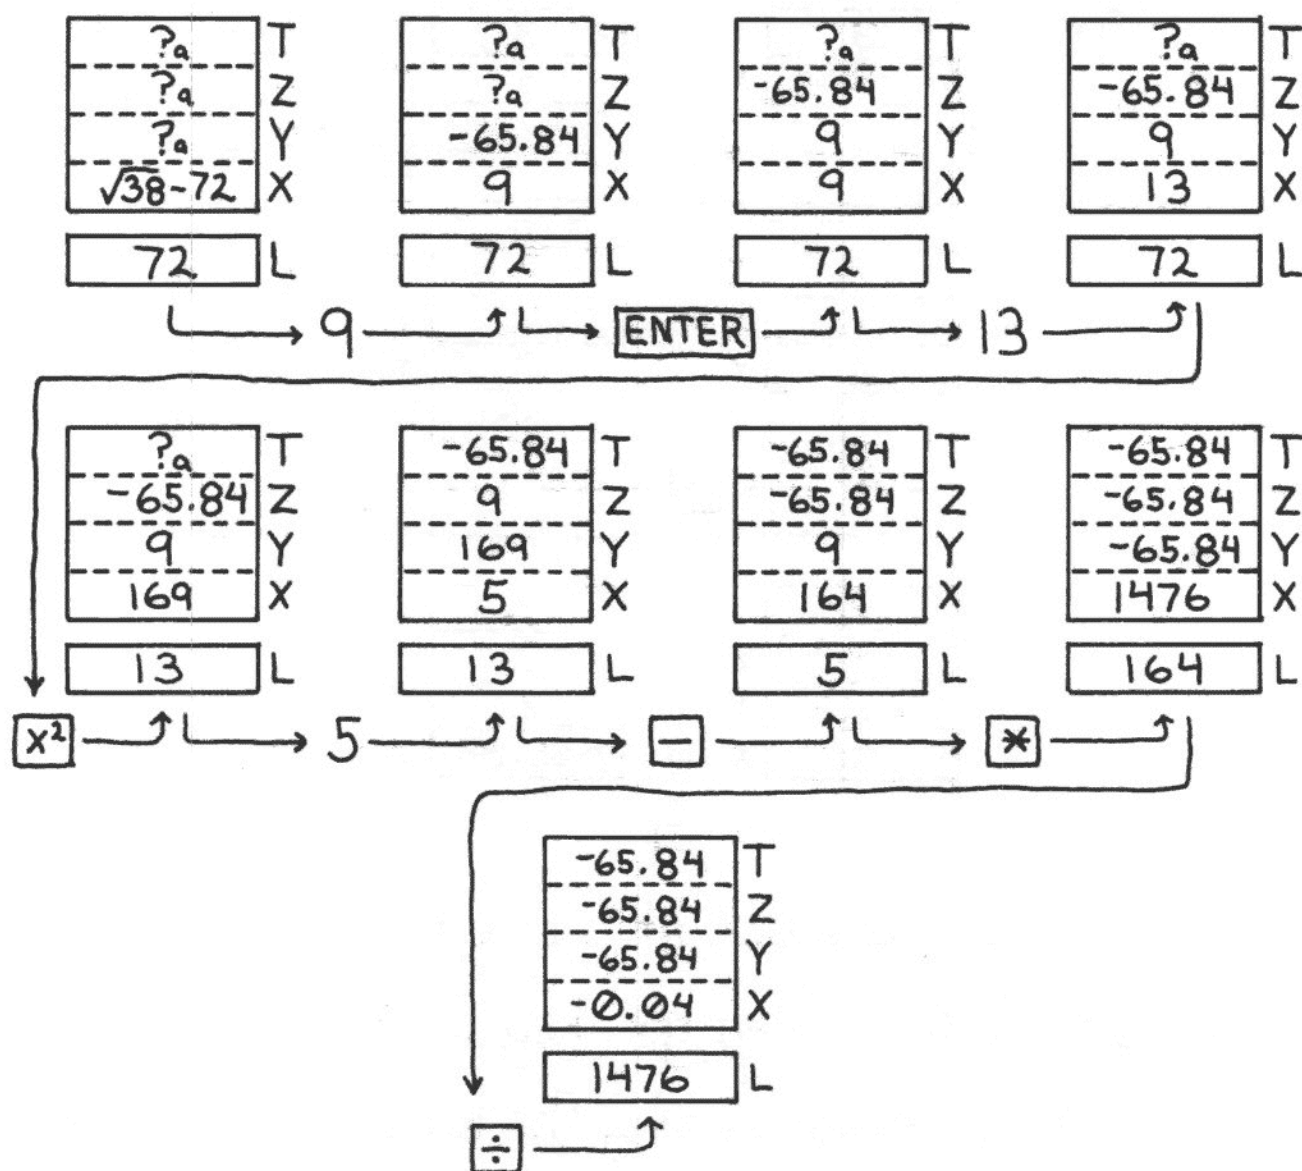 ?a T ?a T ?a T ?a T
?a Z ?a Z -65.84 Z -65.84 Z
?a Y -65.84 Y 9 Y 9 Y
√38-72 X 9 X 9 X 13 X
72 L 72 L 72 L 72 L
9 ENTER 13
?a T -65.84 T -65.84 T -65.84 T
-65.84 Z 9 Z -65.84 Z -65.84 Z
9 Y 169 Y 9 Y -65.84 Y
169 X 5 X 164 X 1476 X
13 L 13 L 5 L 164 L
x² 5 − * 
-65.84 T
-65.84 Z
-65.84 Y
-0.04 X
1476 L
÷